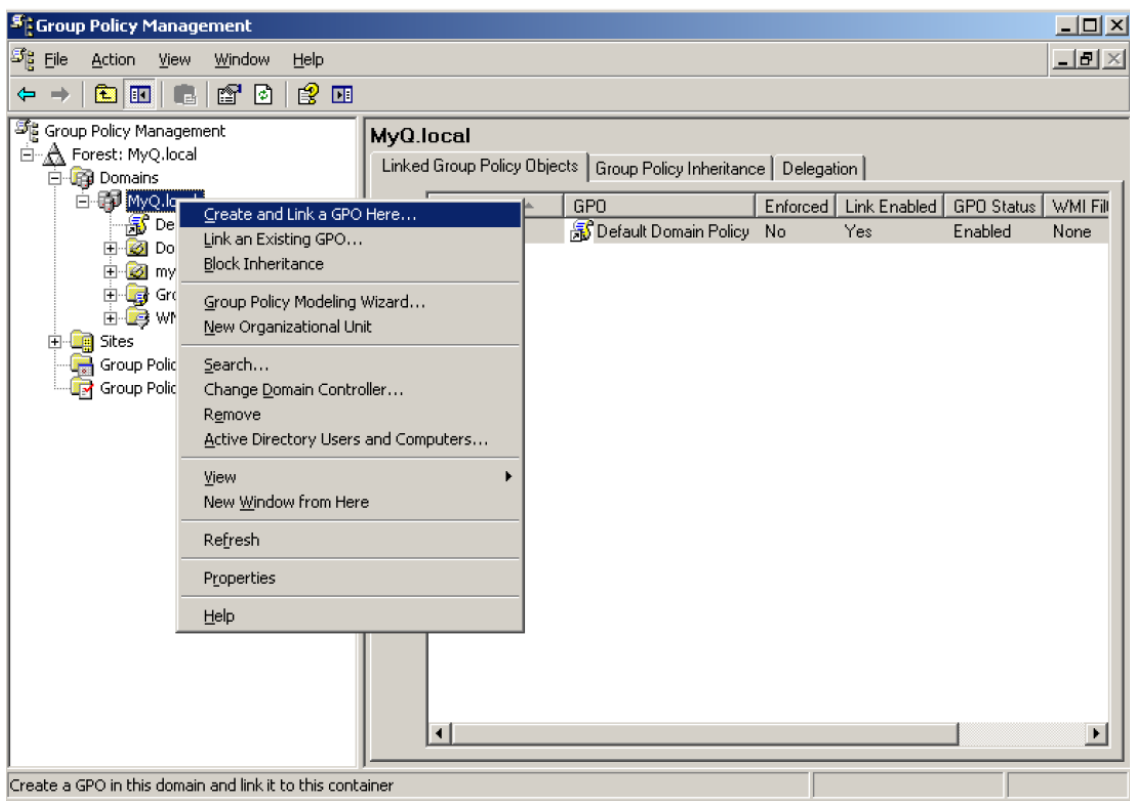 Group Policy Management
File Action View Window Help
Group Policy Management
Forest: MyQ.local
Domains
MyQ.lo
De
Do
my
Gro
WM
Sites
Group Polic
Group Polic
Create and Link a GPO Here...
Link an Existing GPO...
Block Inheritance
Group Policy Modeling Wizard...
New Organizational Unit
Search...
Change Domain Controller...
Remove
Active Directory Users and Computers...
View
New Window from Here
Refresh
Properties
Help
MyQ.local
Linked Group Policy Objects Group Policy Inheritance Delegation
GPO Enforced Link Enabled GPO Status WMI Filt
Default Domain Policy No Yes Enabled None
Create a GPO in this domain and link it to this container